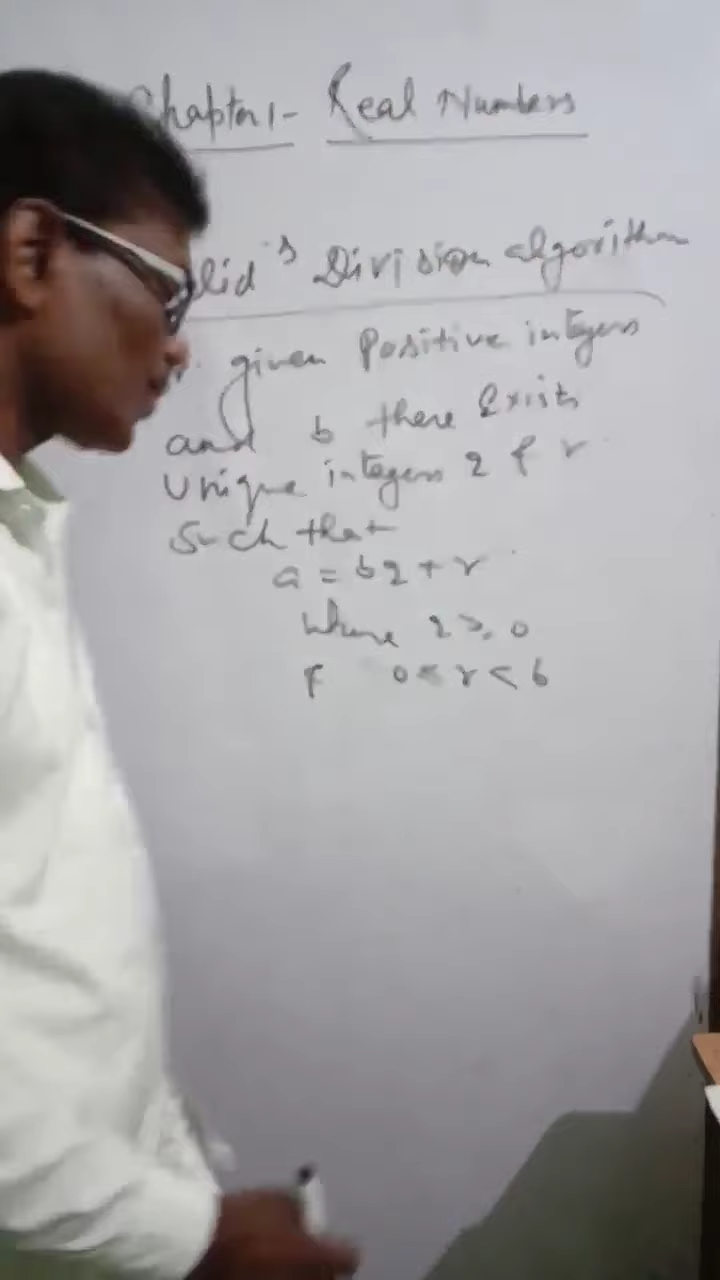 Chapter 1- Real Numbers
lid's Division algorithm
given Positive integers
and b there Exists
Unique integers q & r
Such that
a = bq + r
where q ≥ 0
& 0 ≤ r < b